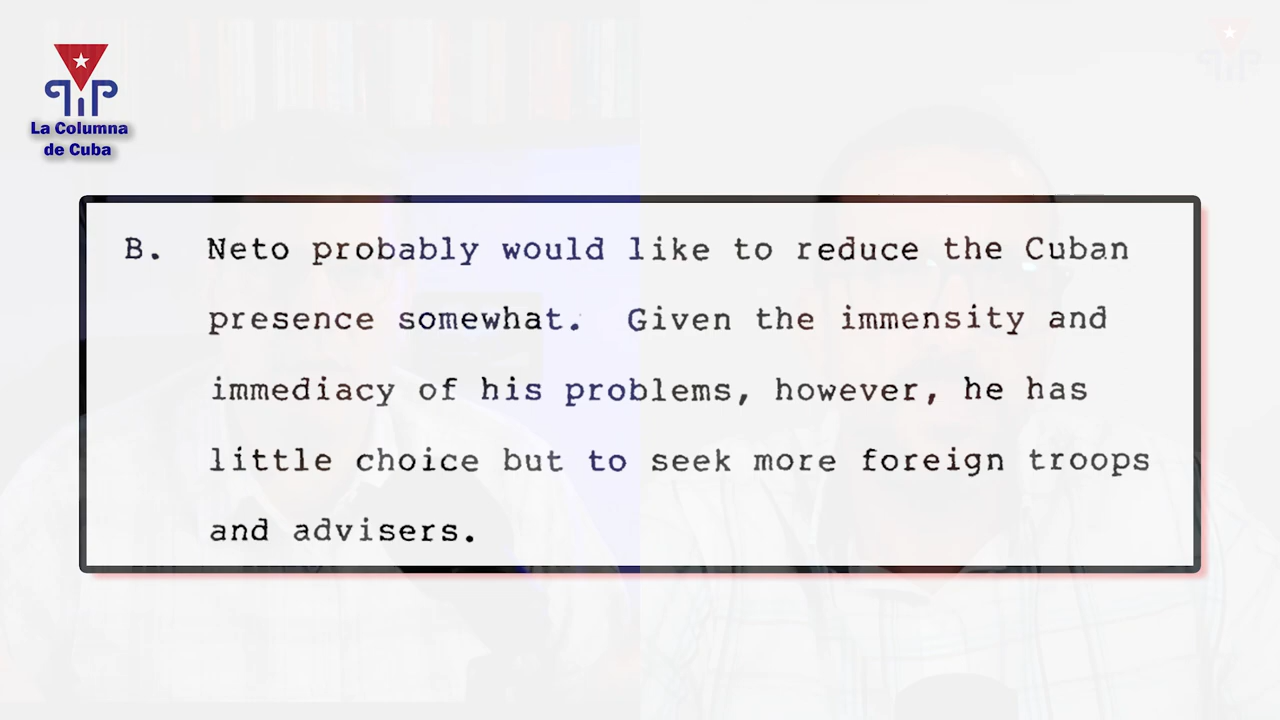 La Columna
de Cuba
B. Neto probably would like to reduce the Cuban
presence somewhat. Given the immensity and
immediacy of his problems, however, he has
little choice but to seek more foreign troops
and advisers.